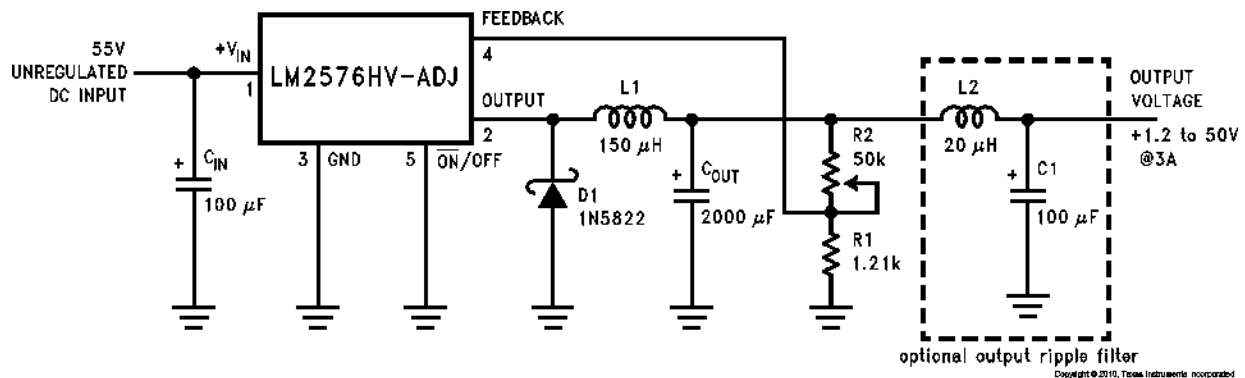 FEEDBACK
55V
UNREGULATED
DC INPUT
+VIN
1
LM2576HV-ADJ
4
OUTPUT
2
3
GND
5
ON/OFF
+
CIN
100 µF
L1
150 µH
D1
1N5822
+
COUT
2000 µF
R2
50k
R1
1.21k
L2
20 µH
+
C1
100 µF
OUTPUT
VOLTAGE
+1.2 to 50V
@3A
optional output ripple filter
Copyright © 2010, Texas Instruments Incorporated